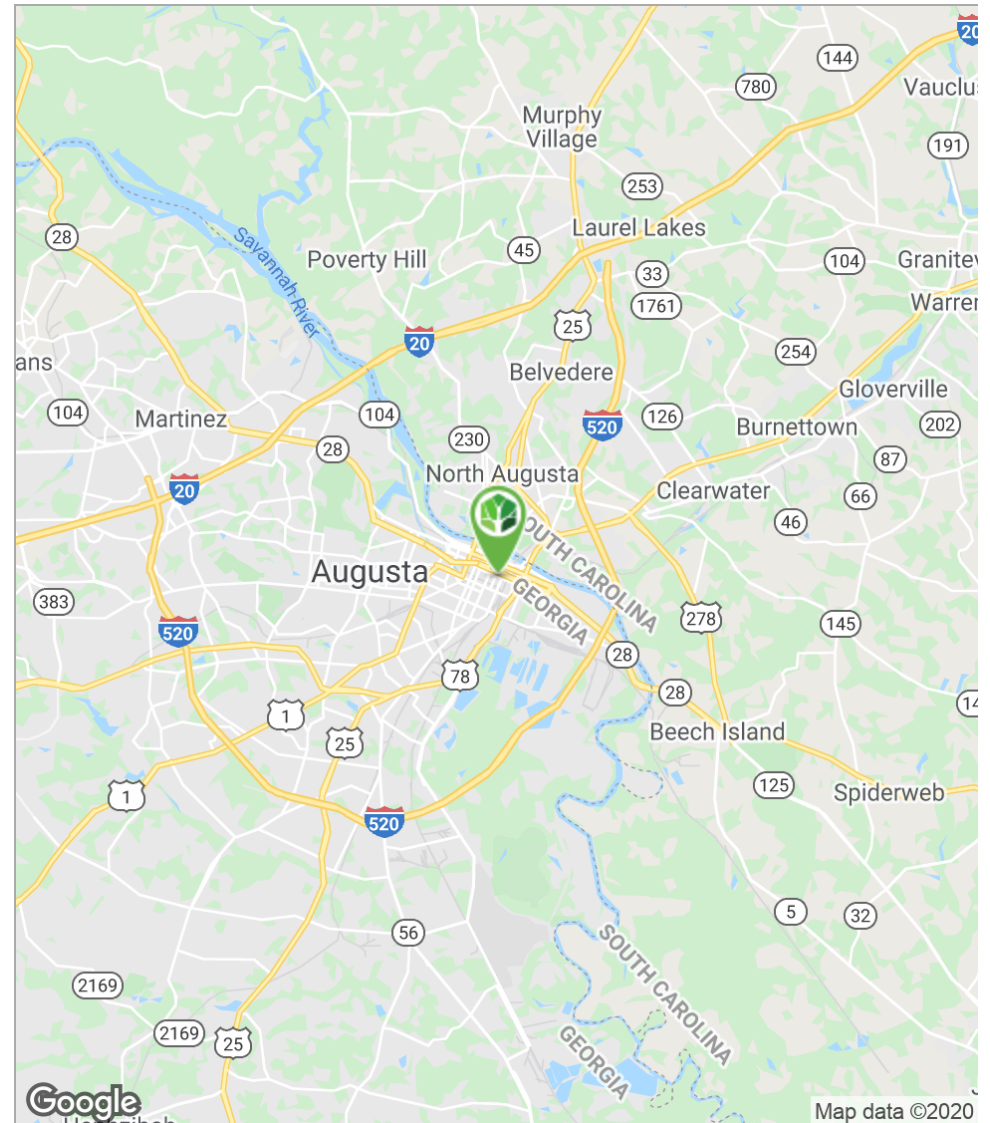 20
144
780
Vauclu
Murphy
Village
191
253
28
Laurel Lakes
Savannah River
Poverty Hill
45
104
Granitev
33
Warren
1761
25
20
254
ans
Belvedere
Gloverville
104
Martinez
104
126
202
520
Burnettown
28
230
87
North Augusta
20
Clearwater
66
46
SOUTH CAROLINA
Augusta
GEORGIA
383
278
145
520
28
78
28
14
1
Beech Island
25
125
1
Spiderweb
520
5
32
56
SOUTH CAROLINA
2169
2169
25
GEORGIA
Google
Map data ©2020